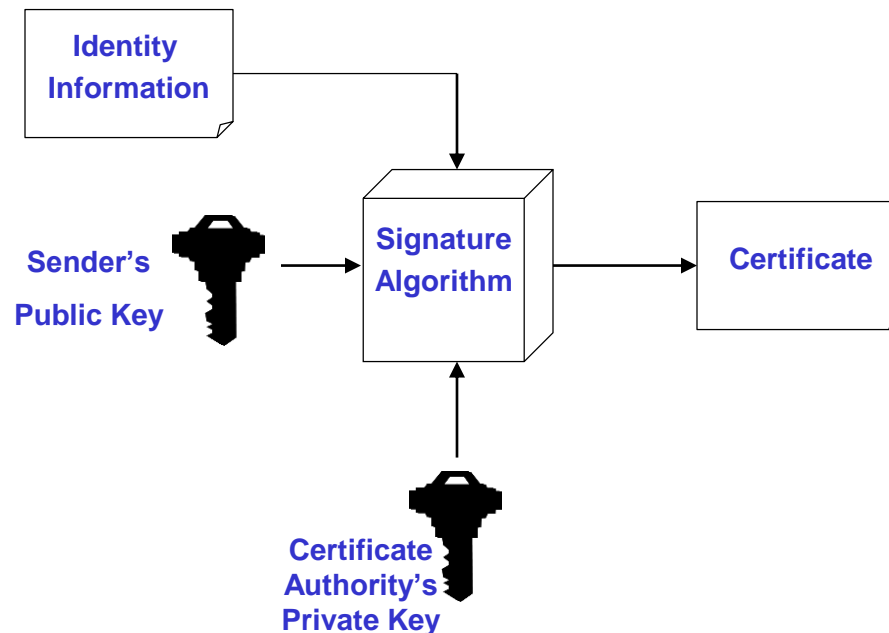 Identity
Information
Sender’s
Public Key
Signature
Algorithm
Certificate
Certificate
Authority’s
Private Key